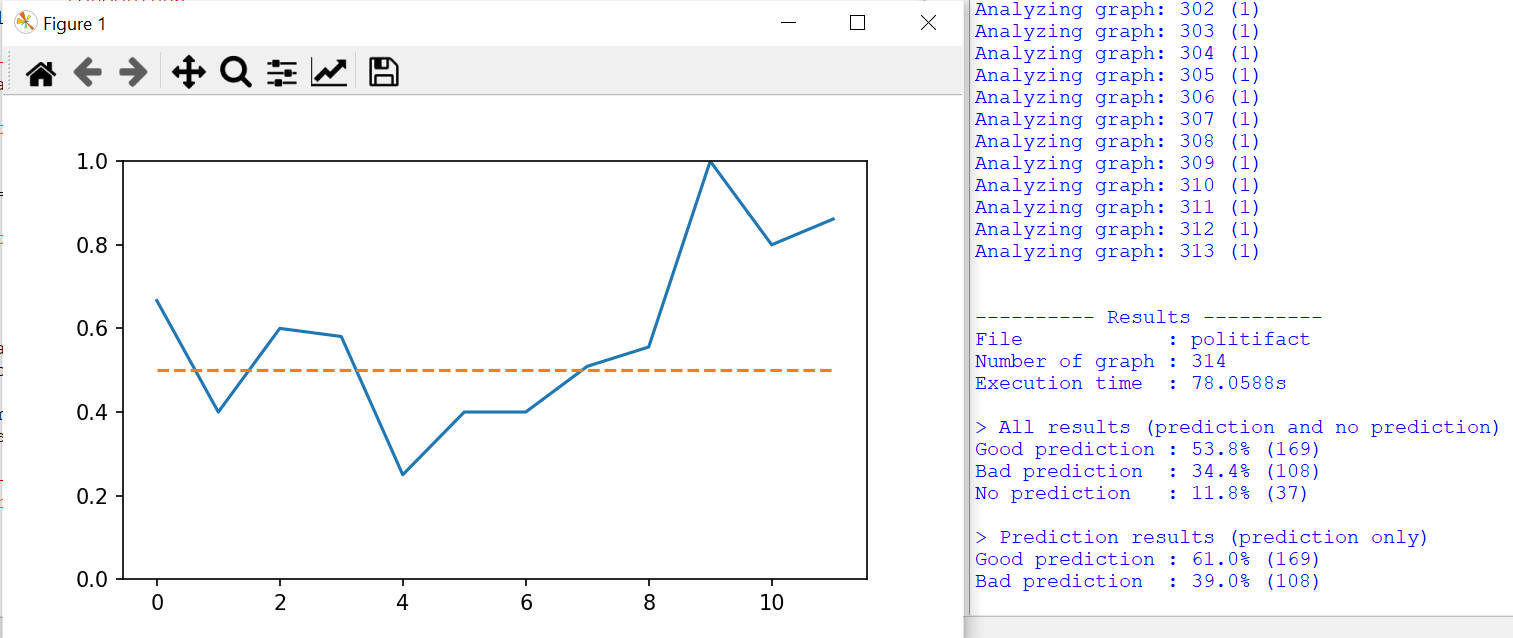 Figure 1
1.0
0.8
0.6
0.4
0.2
0.0
0 2 4 6 8 10
Analyzing graph: 302 (1)
Analyzing graph: 303 (1)
Analyzing graph: 304 (1)
Analyzing graph: 305 (1)
Analyzing graph: 306 (1)
Analyzing graph: 307 (1)
Analyzing graph: 308 (1)
Analyzing graph: 309 (1)
Analyzing graph: 310 (1)
Analyzing graph: 311 (1)
Analyzing graph: 312 (1)
Analyzing graph: 313 (1)
---------- Results ----------
File            : politifact
Number of graph : 314
Execution time  : 78.0588s
> All results (prediction and no prediction)
Good prediction : 53.8% (169)
Bad prediction  : 34.4% (108)
No prediction   : 11.8% (37)
> Prediction results (prediction only)
Good prediction : 61.0% (169)
Bad prediction  : 39.0% (108)